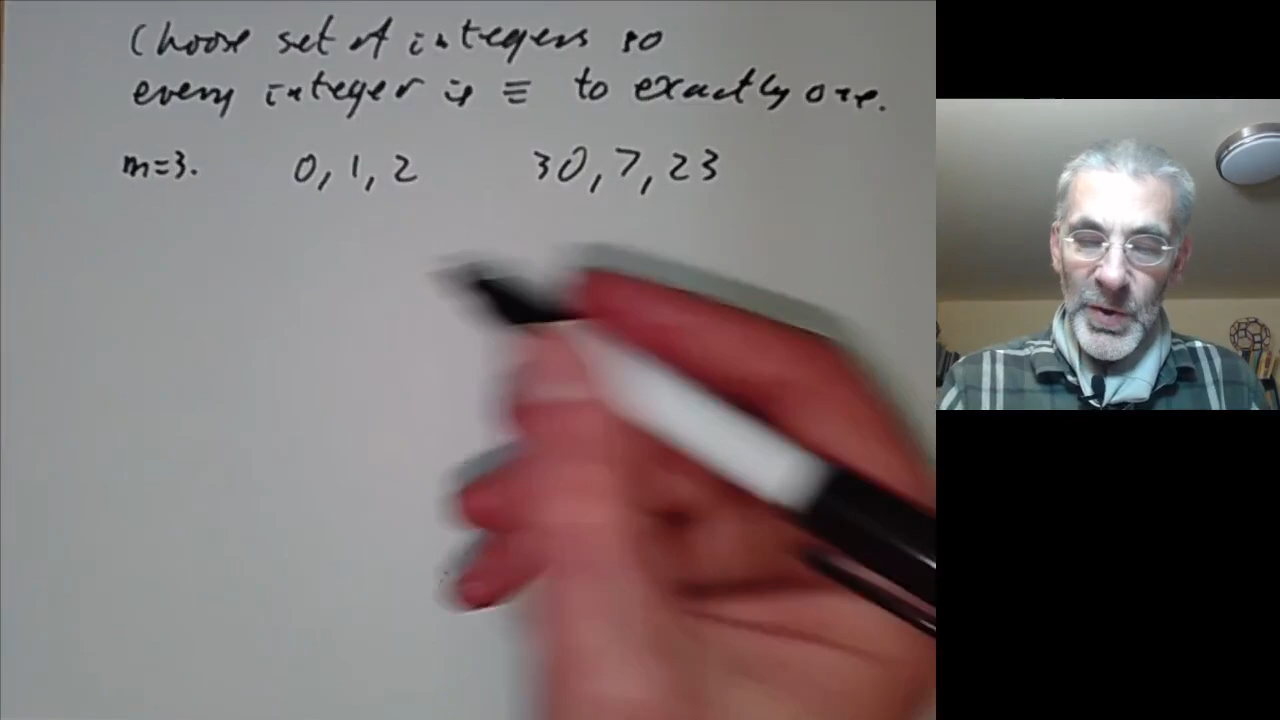 Choose set of integers so
every integer is ≡ to exactly one.
m=3. 0, 1, 2 30, 7, 23